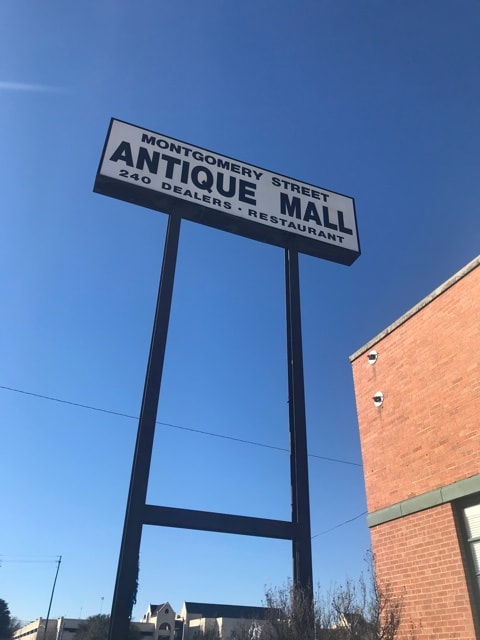 MONTGOMERY STREET
ANTIQUE MALL
240 DEALERS • RESTAURANT